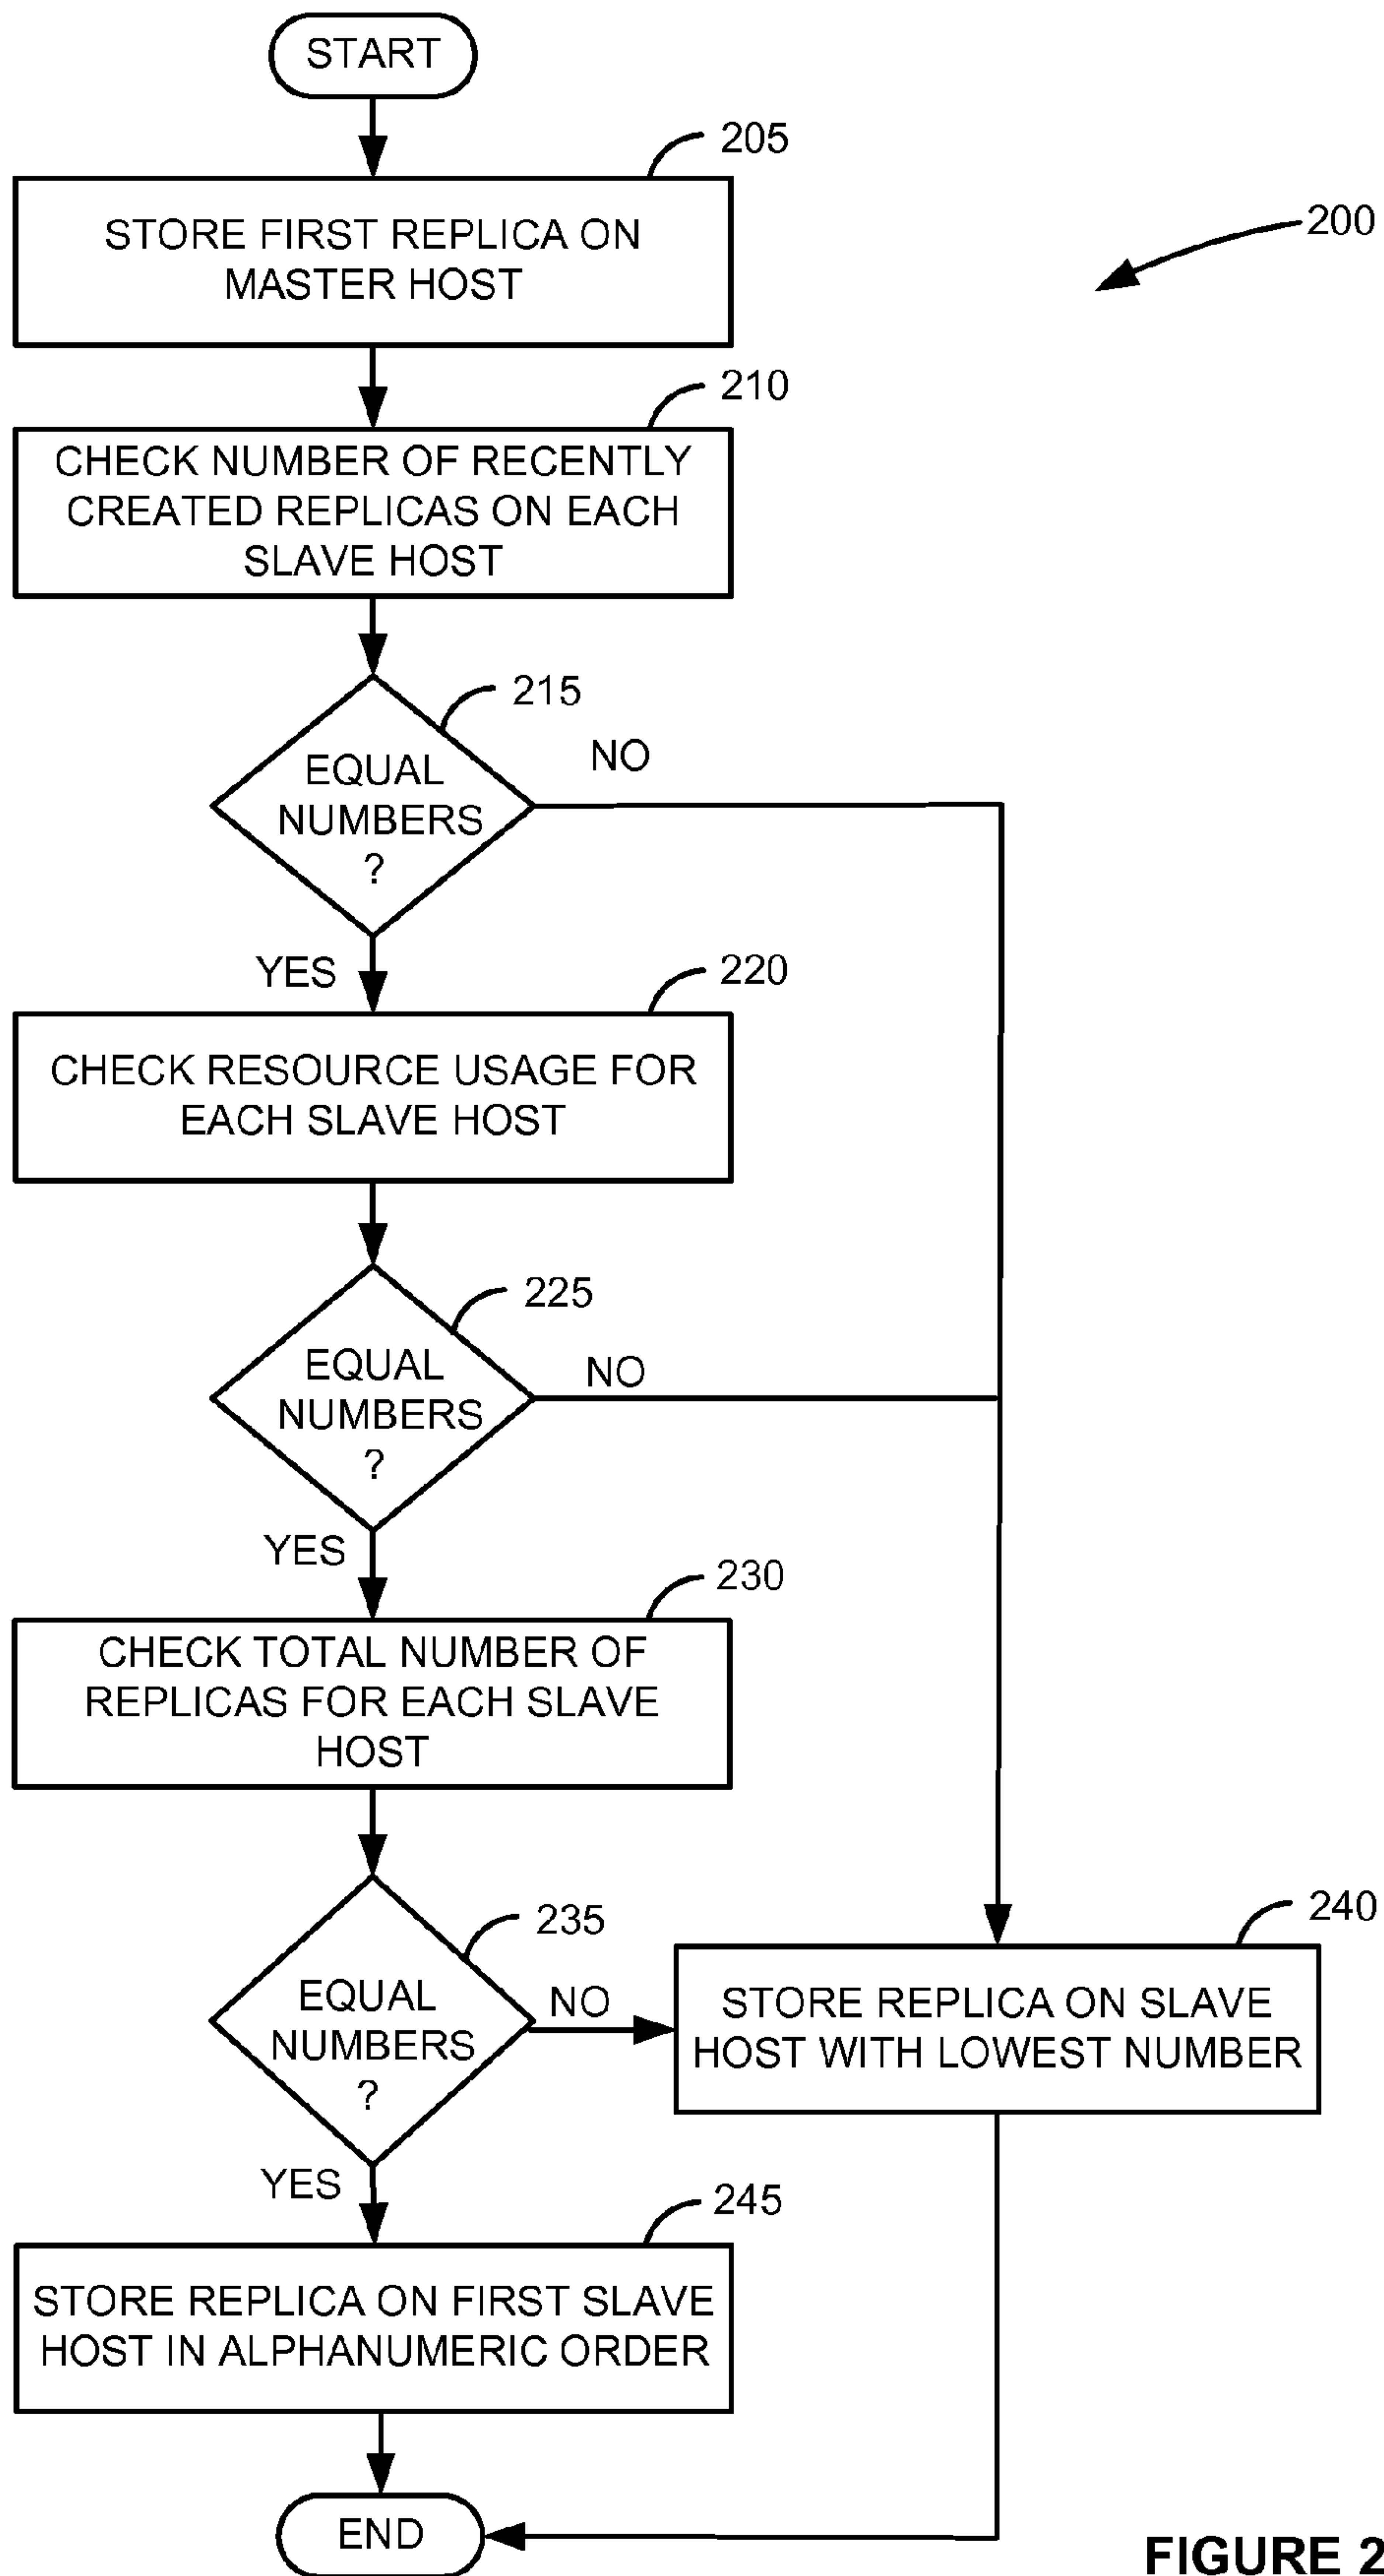 START
205
STORE FIRST REPLICA ON
MASTER HOST
200
210
CHECK NUMBER OF RECENTLY
CREATED REPLICAS ON EACH
SLAVE HOST
215
EQUAL
NUMBERS
?
NO
YES
220
CHECK RESOURCE USAGE FOR
EACH SLAVE HOST
225
EQUAL
NUMBERS
?
NO
YES
230
CHECK TOTAL NUMBER OF
REPLICAS FOR EACH SLAVE
HOST
235
EQUAL
NUMBERS
?
NO
240
STORE REPLICA ON SLAVE
HOST WITH LOWEST NUMBER
YES
245
STORE REPLICA ON FIRST SLAVE
HOST IN ALPHANUMERIC ORDER
END
FIGURE 2